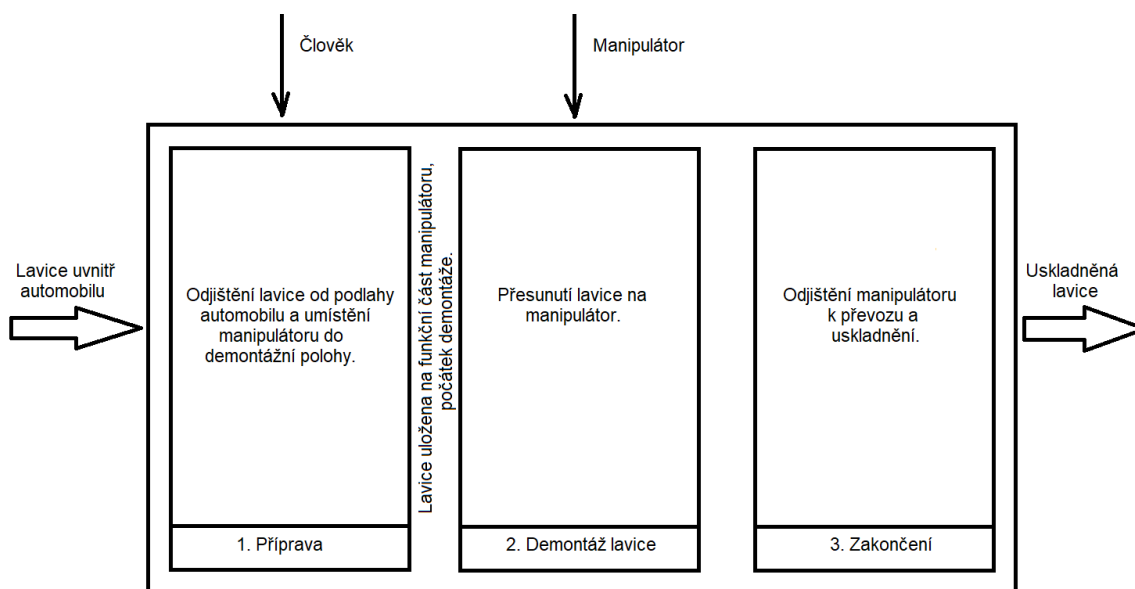 Člověk
Manipulátor
Lavice uvnitř
automobilu
Odjištění lavice od podlahy
automobilu a umístění
manipulátoru do
demontážní polohy.
1. Příprava
Lavice uložena na funkční část manipulátoru,
počátek demontáže.
Přesunutí lavice na
manipulátor.
2. Demontáž lavice
Odjištění manipulátoru
k převozu a
uskladnění.
3. Zakončení
Uskladněná
lavice